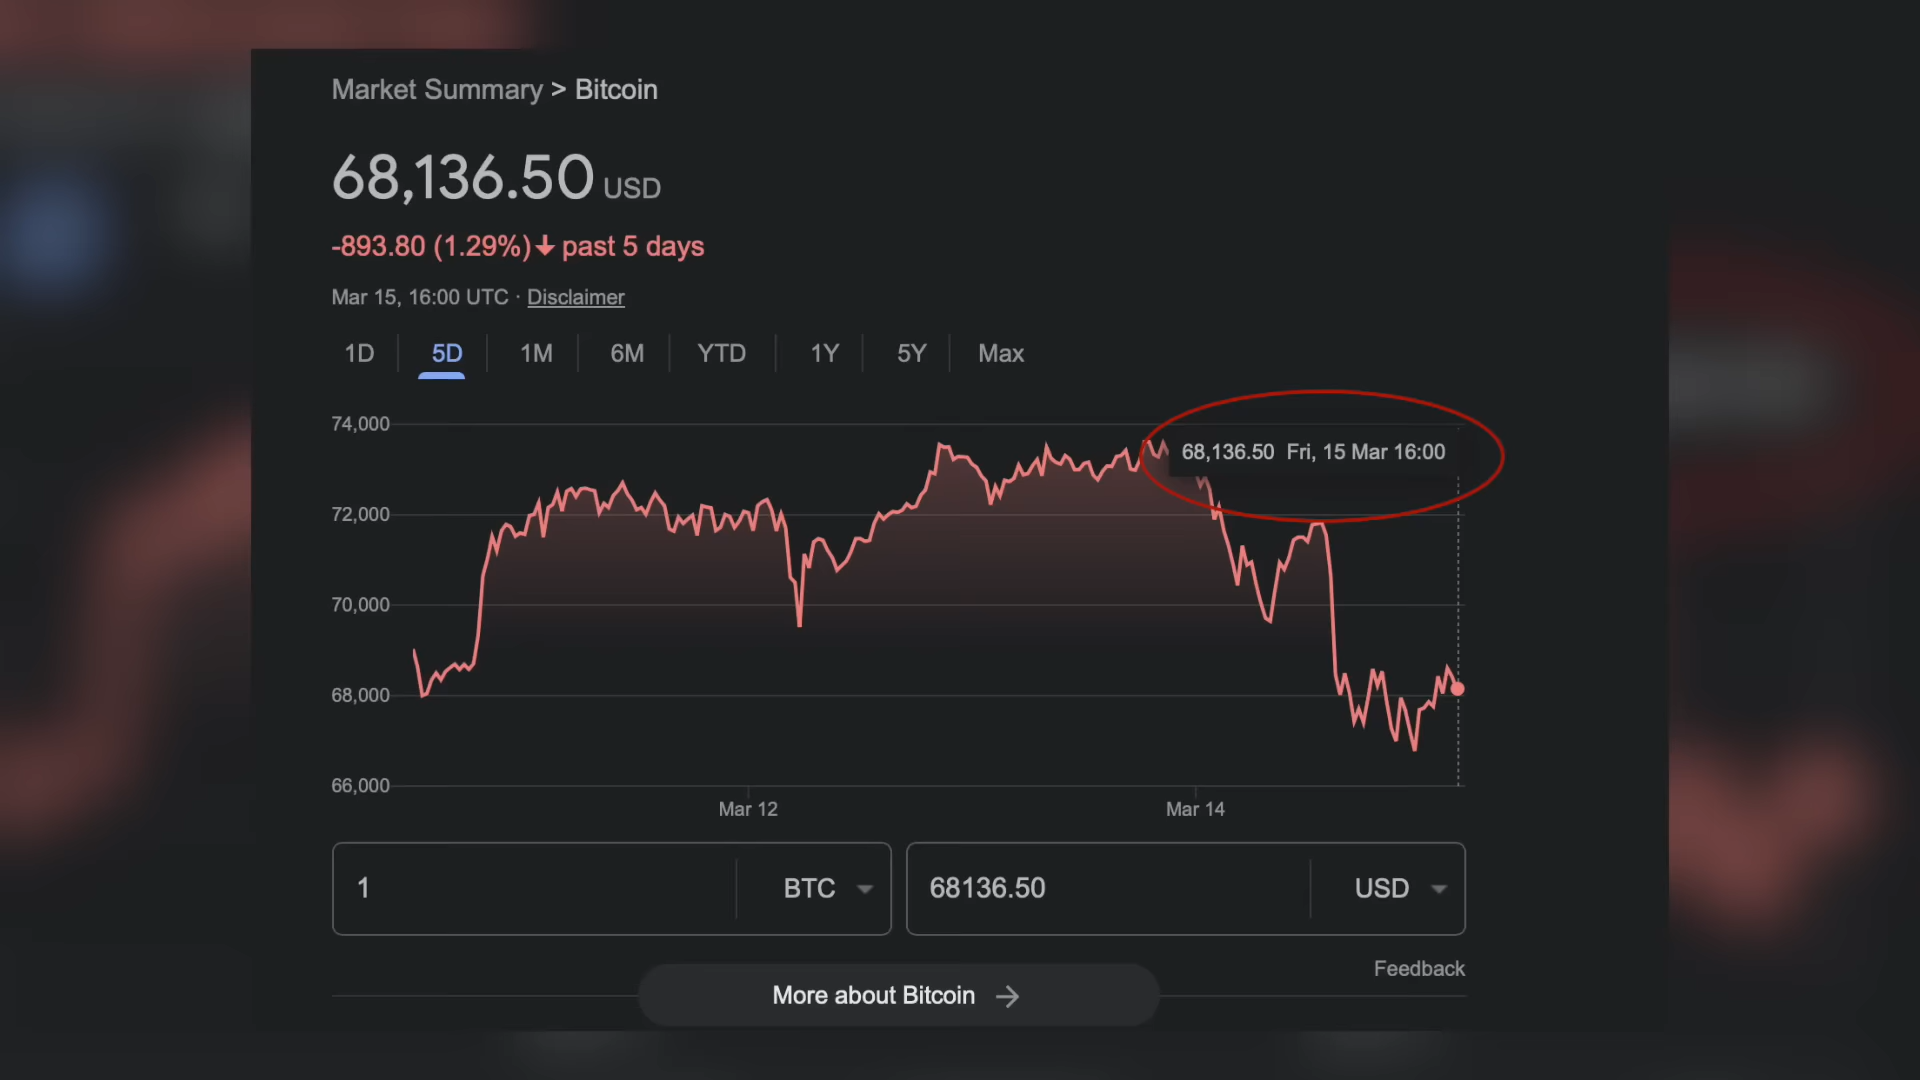 Market Summary > Bitcoin
68,136.50 USD
-893.80 (1.29%) past 5 days
Mar 15, 16:00 UTC · Disclaimer
1D 5D 1M 6M YTD 1Y 5Y Max
74,000
68,136.50 Fri, 15 Mar 16:00
72,000
70,000
68,000
66,000
Mar 12 Mar 14
1 BTC 68136.50 USD
Feedback
More about Bitcoin